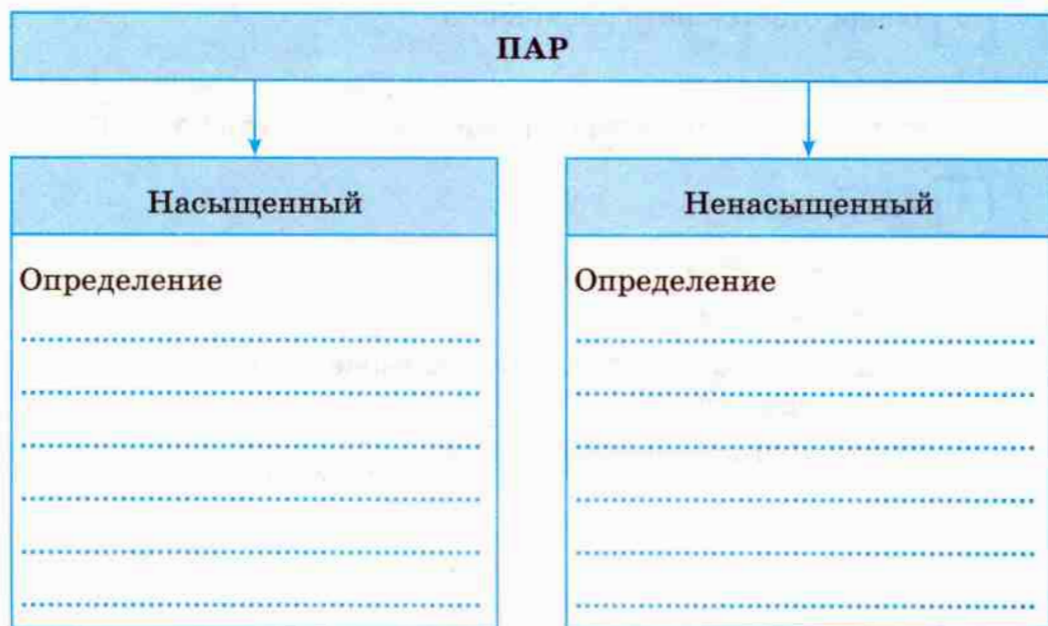 ПАР
Насыщенный
Ненасыщенный
Определение
Определение